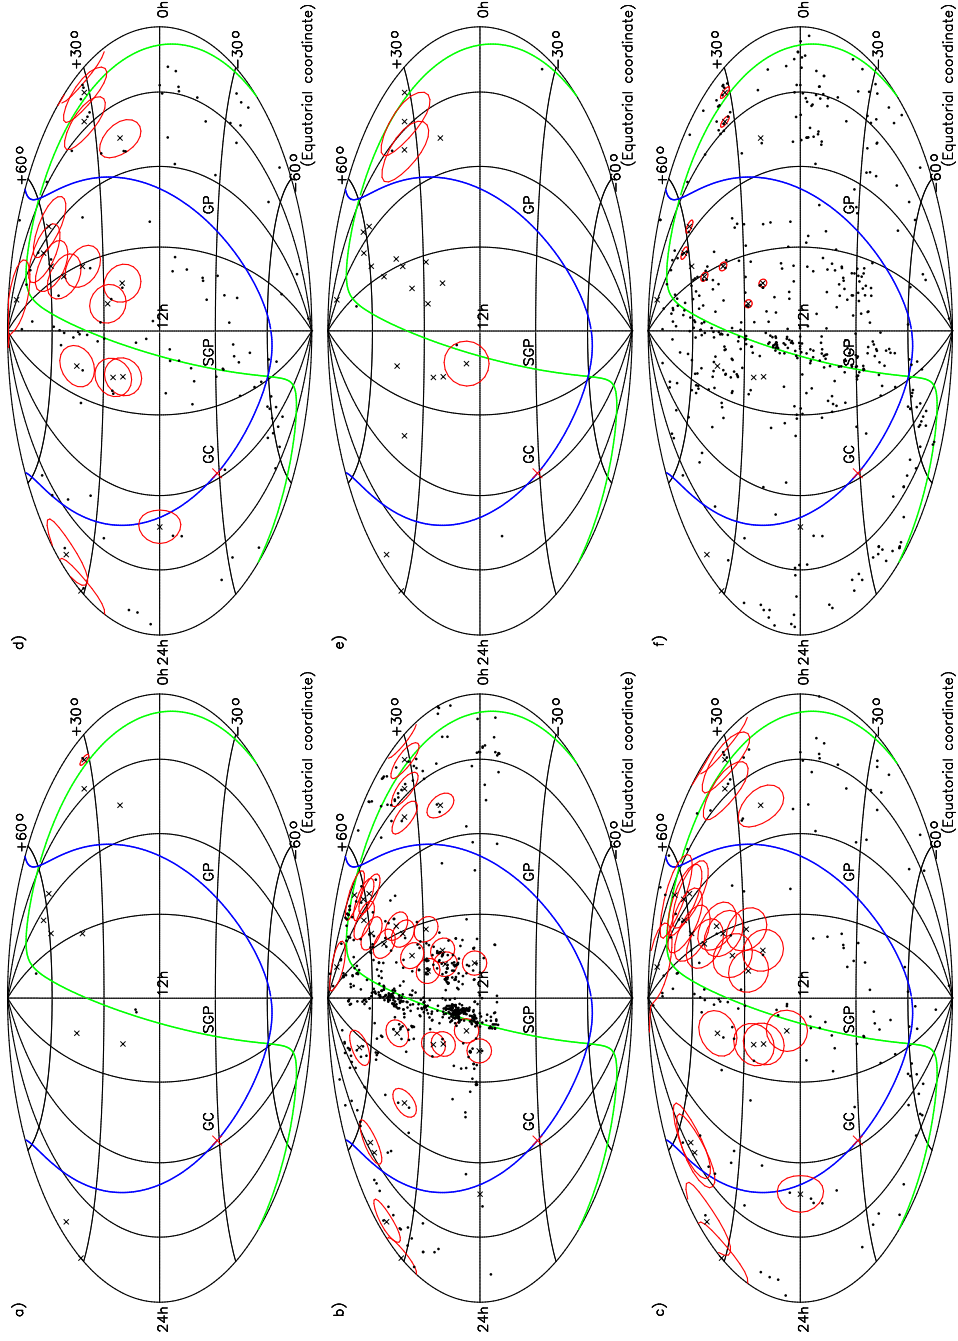 a)
+60°
+30°
24h
12h
0h
SGP
GP
GC
−30°
−60°
(Equatorial coordinate)
d)
+60°
+30°
24h
12h
0h
SGP
GP
GC
−30°
−60°
(Equatorial coordinate)
b)
+60°
+30°
24h
12h
0h
SGP
GP
GC
−30°
−60°
(Equatorial coordinate)
e)
+60°
+30°
24h
12h
0h
SGP
GP
GC
−30°
−60°
(Equatorial coordinate)
c)
+60°
+30°
24h
12h
0h
SGP
GP
GC
−30°
−60°
(Equatorial coordinate)
f)
+60°
+30°
24h
12h
0h
SGP
GP
GC
−30°
−60°
(Equatorial coordinate)